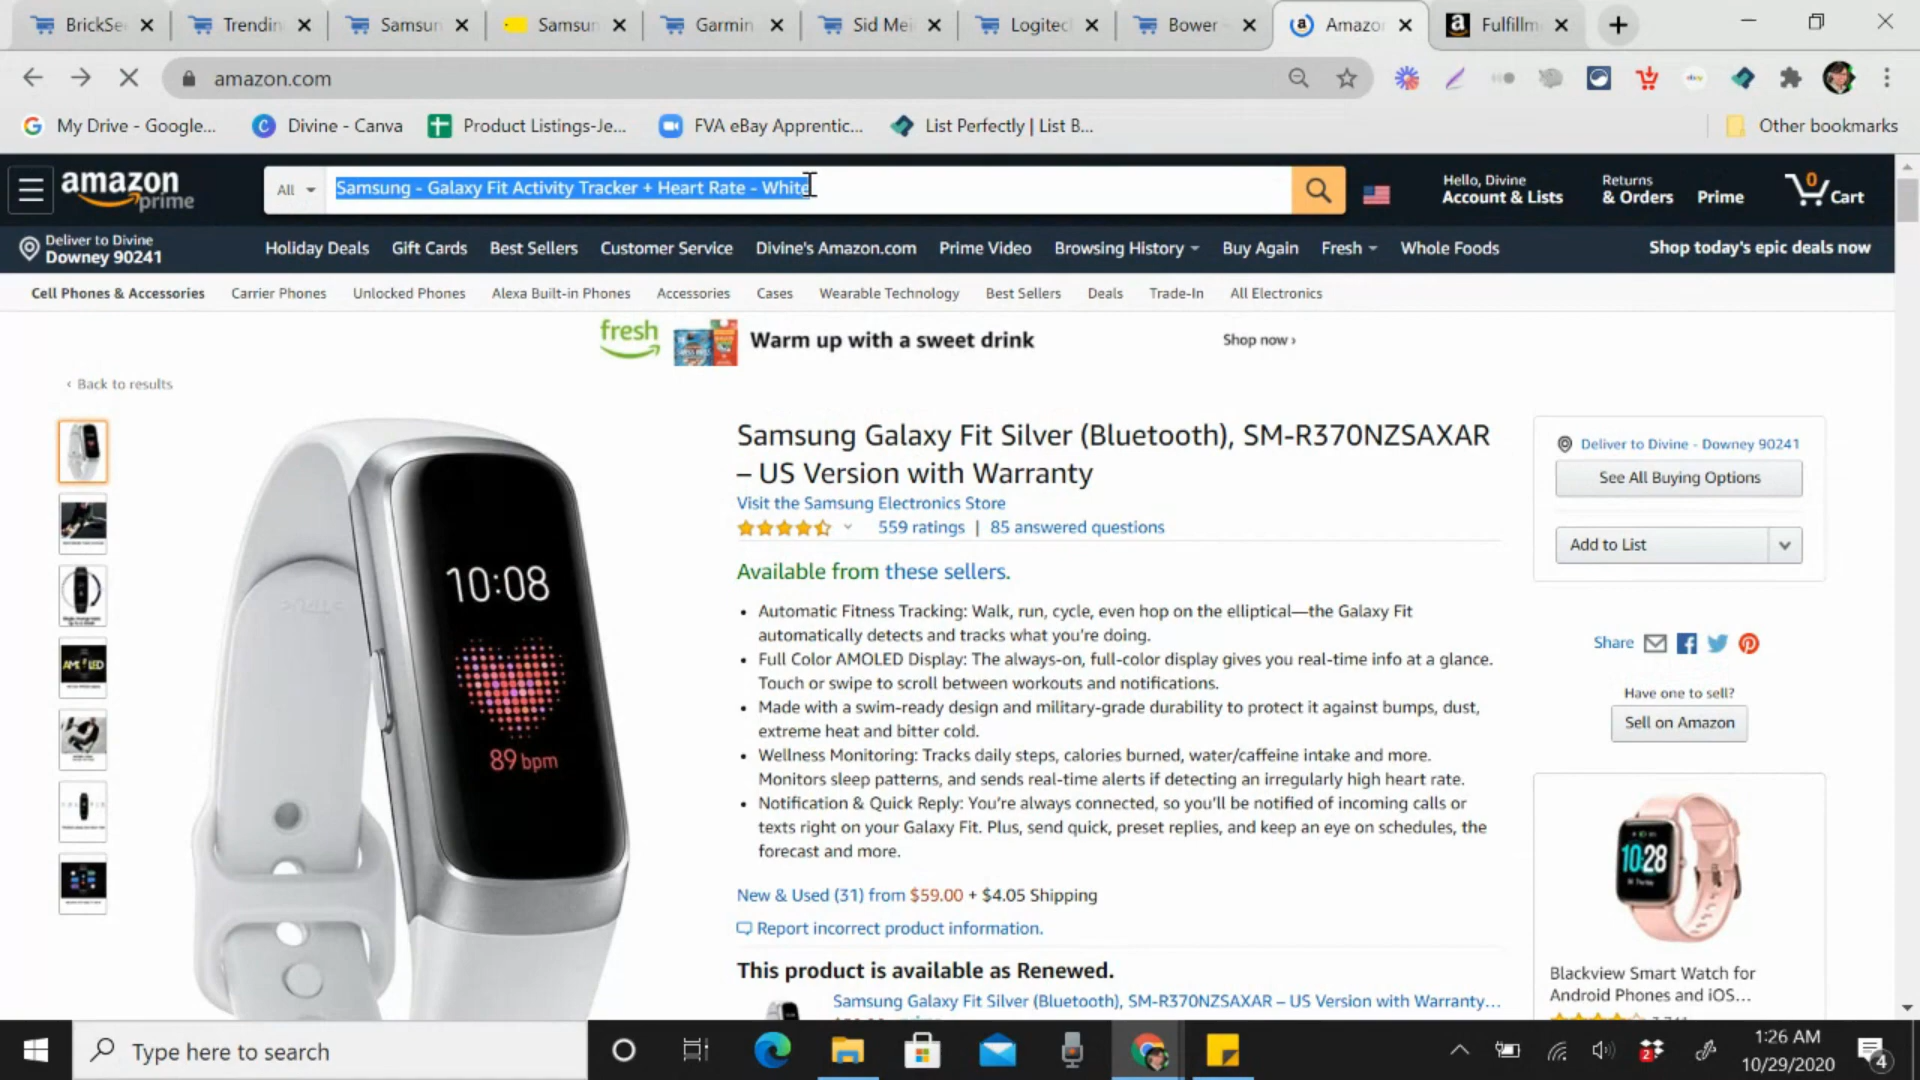 BrickSe
Trendin
Samsun
Samsun
Garmin
Sid Mei
Logitec
Bower -
Amazo
Fulfillm
amazon.com
My Drive - Google...
Divine - Canva
Product Listings-Je...
FVA eBay Apprentic...
List Perfectly | List B...
Other bookmarks
amazon prime
All
Samsung - Galaxy Fit Activity Tracker + Heart Rate - White
Hello, Divine
Account & Lists
Returns
& Orders
Prime
0
Cart
Deliver to Divine
Downey 90241
Holiday Deals
Gift Cards
Best Sellers
Customer Service
Divine's Amazon.com
Prime Video
Browsing History
Buy Again
Fresh
Whole Foods
Shop today's epic deals now
Cell Phones & Accessories
Carrier Phones
Unlocked Phones
Alexa Built-in Phones
Accessories
Cases
Wearable Technology
Best Sellers
Deals
Trade-In
All Electronics
fresh
Warm up with a sweet drink
Shop now ›
‹ Back to results
10:08
89 bpm
Samsung Galaxy Fit Silver (Bluetooth), SM-R370NZSAXAR
– US Version with Warranty
Visit the Samsung Electronics Store
559 ratings | 85 answered questions
Available from these sellers.
• Automatic Fitness Tracking: Walk, run, cycle, even hop on the elliptical—the Galaxy Fit
automatically detects and tracks what you're doing.
• Full Color AMOLED Display: The always-on, full-color display gives you real-time info at a glance.
Touch or swipe to scroll between workouts and notifications.
• Made with a swim-ready design and military-grade durability to protect it against bumps, dust,
extreme heat and bitter cold.
• Wellness Monitoring: Tracks daily steps, calories burned, water/caffeine intake and more.
Monitors sleep patterns, and sends real-time alerts if detecting an irregularly high heart rate.
• Notification & Quick Reply: You're always connected, so you'll be notified of incoming calls or
texts right on your Galaxy Fit. Plus, send quick, preset replies, and keep an eye on schedules, the
forecast and more.
New & Used (31) from $59.00 + $4.05 Shipping
Report incorrect product information.
This product is available as Renewed.
Samsung Galaxy Fit Silver (Bluetooth), SM-R370NZSAXAR – US Version with Warranty...
Deliver to Divine - Downey 90241
See All Buying Options
Add to List
Share
Have one to sell?
Sell on Amazon
10:28
Blackview Smart Watch for
Android Phones and iOS...
Type here to search
2
1:26 AM
10/29/2020
4